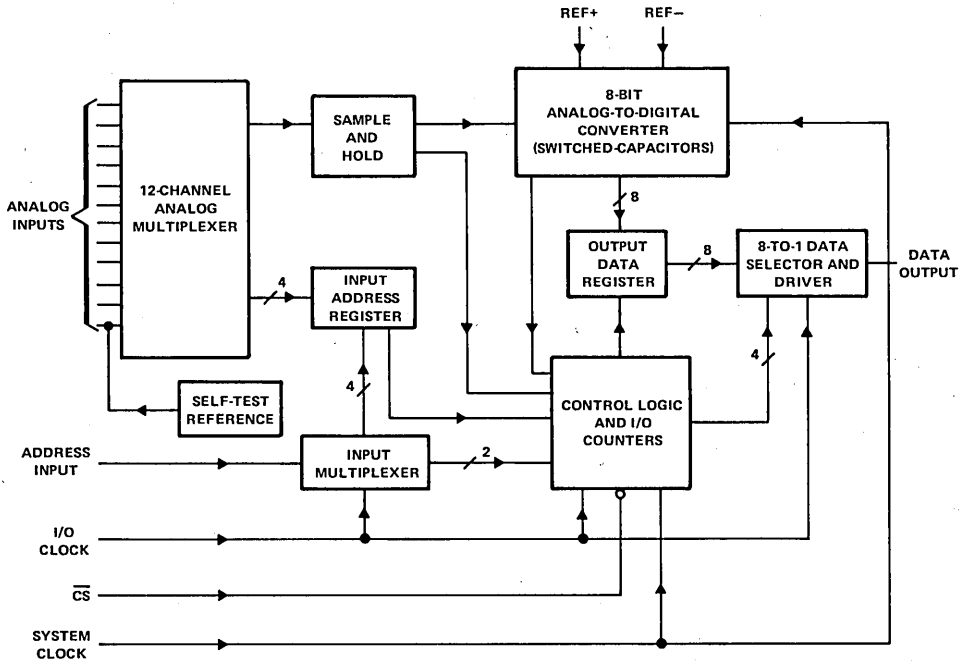 REF+
REF−
8-BIT
ANALOG-TO-DIGITAL
CONVERTER
(SWITCHED-CAPACITORS)
SAMPLE
AND
HOLD
12-CHANNEL
ANALOG
MULTIPLEXER
ANALOG
INPUTS
8
OUTPUT
DATA
REGISTER
8
8-TO-1 DATA
SELECTOR AND
DRIVER
DATA
OUTPUT
4
INPUT
ADDRESS
REGISTER
4
4
SELF-TEST
REFERENCE
CONTROL LOGIC
AND I/O
COUNTERS
ADDRESS
INPUT
INPUT
MULTIPLEXER
2
I/O
CLOCK
C̅S̅
SYSTEM
CLOCK